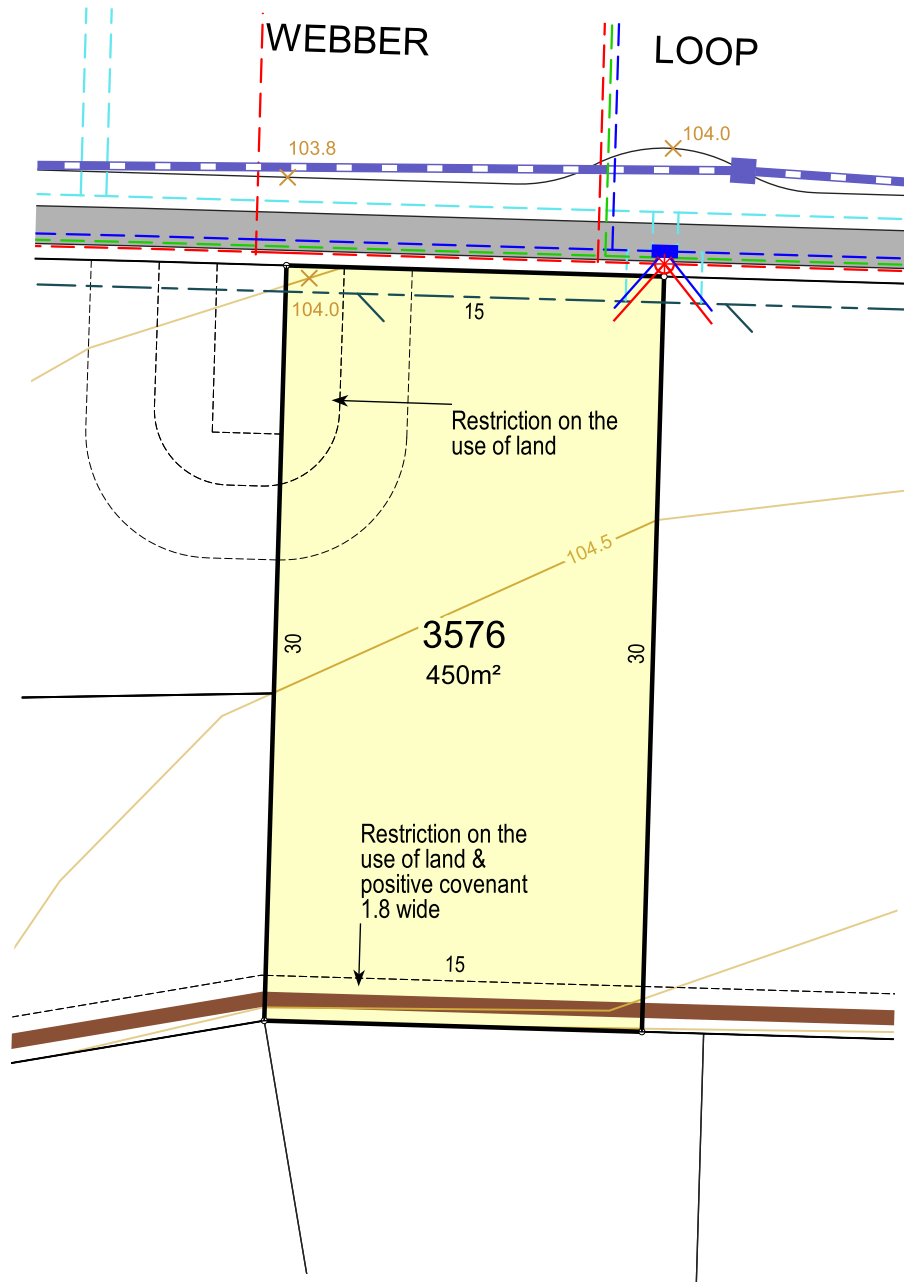 WEBBER LOOP
104.0
103.8
104.0
15
Restriction on the
use of land
104.5
3576
450m²
30
30
Restriction on the
use of land &
positive covenant
1.8 wide
15